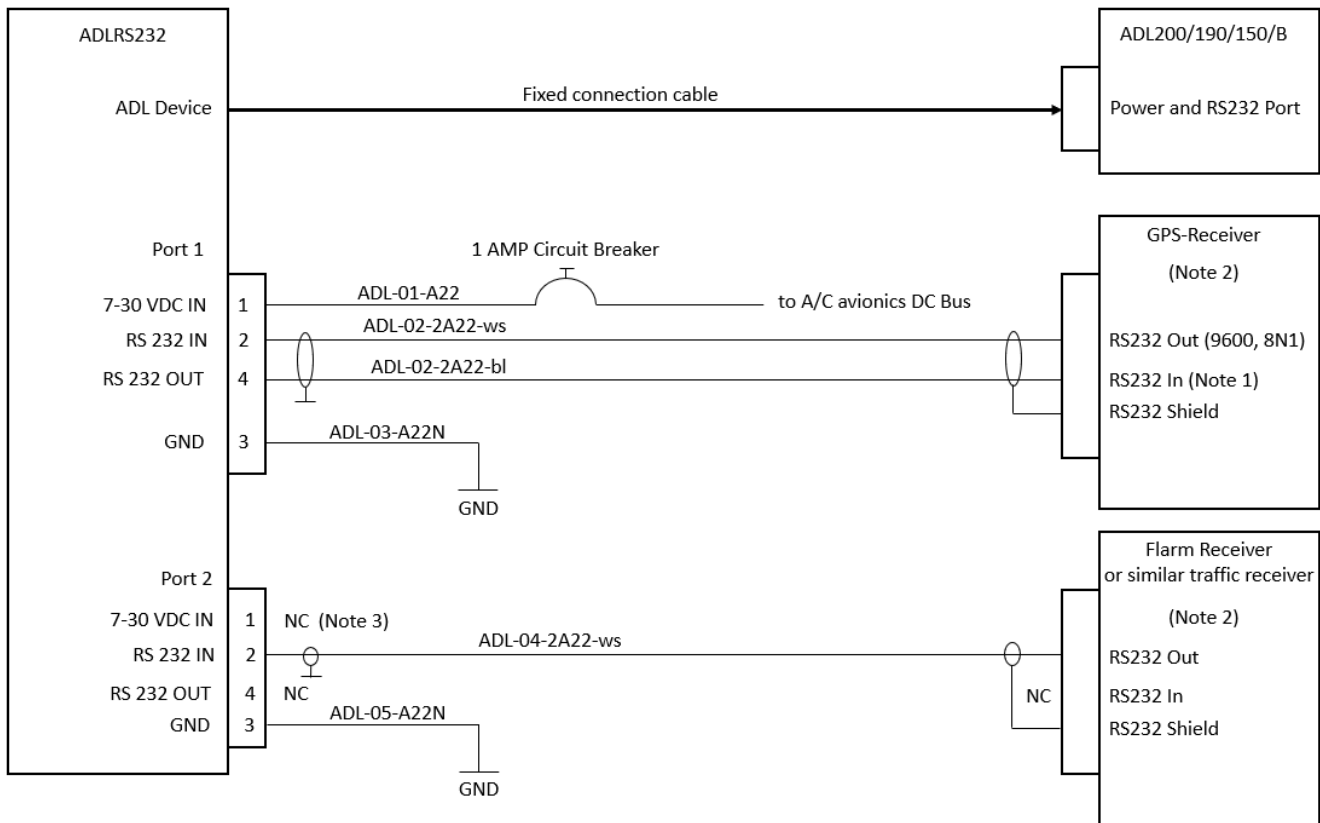 ADLRS232
ADL200/190/150/B
ADL Device
Fixed connection cable
Power and RS232 Port
Port 1
1 AMP Circuit Breaker
GPS-Receiver
(Note 2)
7-30 VDC IN
1
ADL-01-A22
to A/C avionics DC Bus
RS 232 IN
2
ADL-02-2A22-ws
RS232 Out (9600, 8N1)
RS 232 OUT
4
ADL-02-2A22-bl
RS232 In (Note 1)
RS232 Shield
GND
3
ADL-03-A22N
GND
Port 2
Flarm Receiver
or similar traffic receiver
(Note 2)
7-30 VDC IN
1
NC (Note 3)
RS 232 IN
2
ADL-04-2A22-ws
RS232 Out
RS 232 OUT
4
NC
NC
RS232 In
GND
3
ADL-05-A22N
RS232 Shield
GND